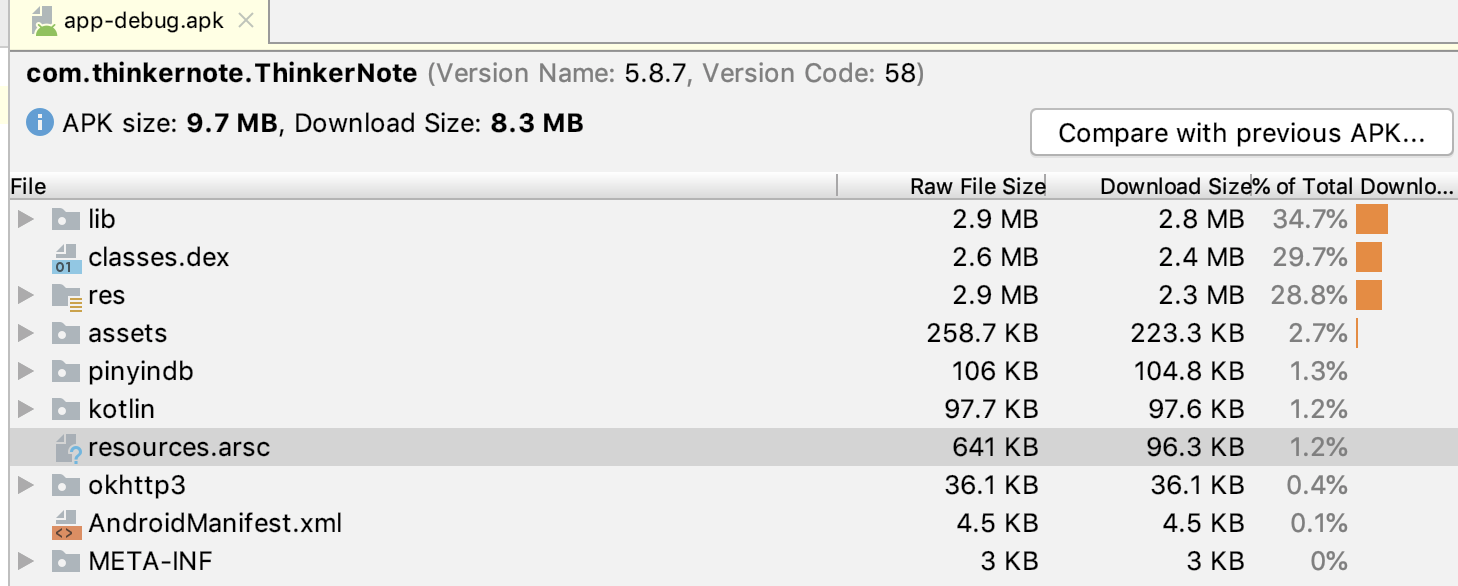 app-debug.apk
com.thinkernote.ThinkerNote (Version Name: 5.8.7, Version Code: 58)
APK size: 9.7 MB, Download Size: 8.3 MB
Compare with previous APK...
File Raw File Size Download Size % of Total Downlo...
lib 2.9 MB 2.8 MB 34.7%
01 classes.dex 2.6 MB 2.4 MB 29.7%
res 2.9 MB 2.3 MB 28.8%
assets 258.7 KB 223.3 KB 2.7%
pinyindb 106 KB 104.8 KB 1.3%
kotlin 97.7 KB 97.6 KB 1.2%
resources.arsc 641 KB 96.3 KB 1.2%
okhttp3 36.1 KB 36.1 KB 0.4%
AndroidManifest.xml 4.5 KB 4.5 KB 0.1%
META-INF 3 KB 3 KB 0%